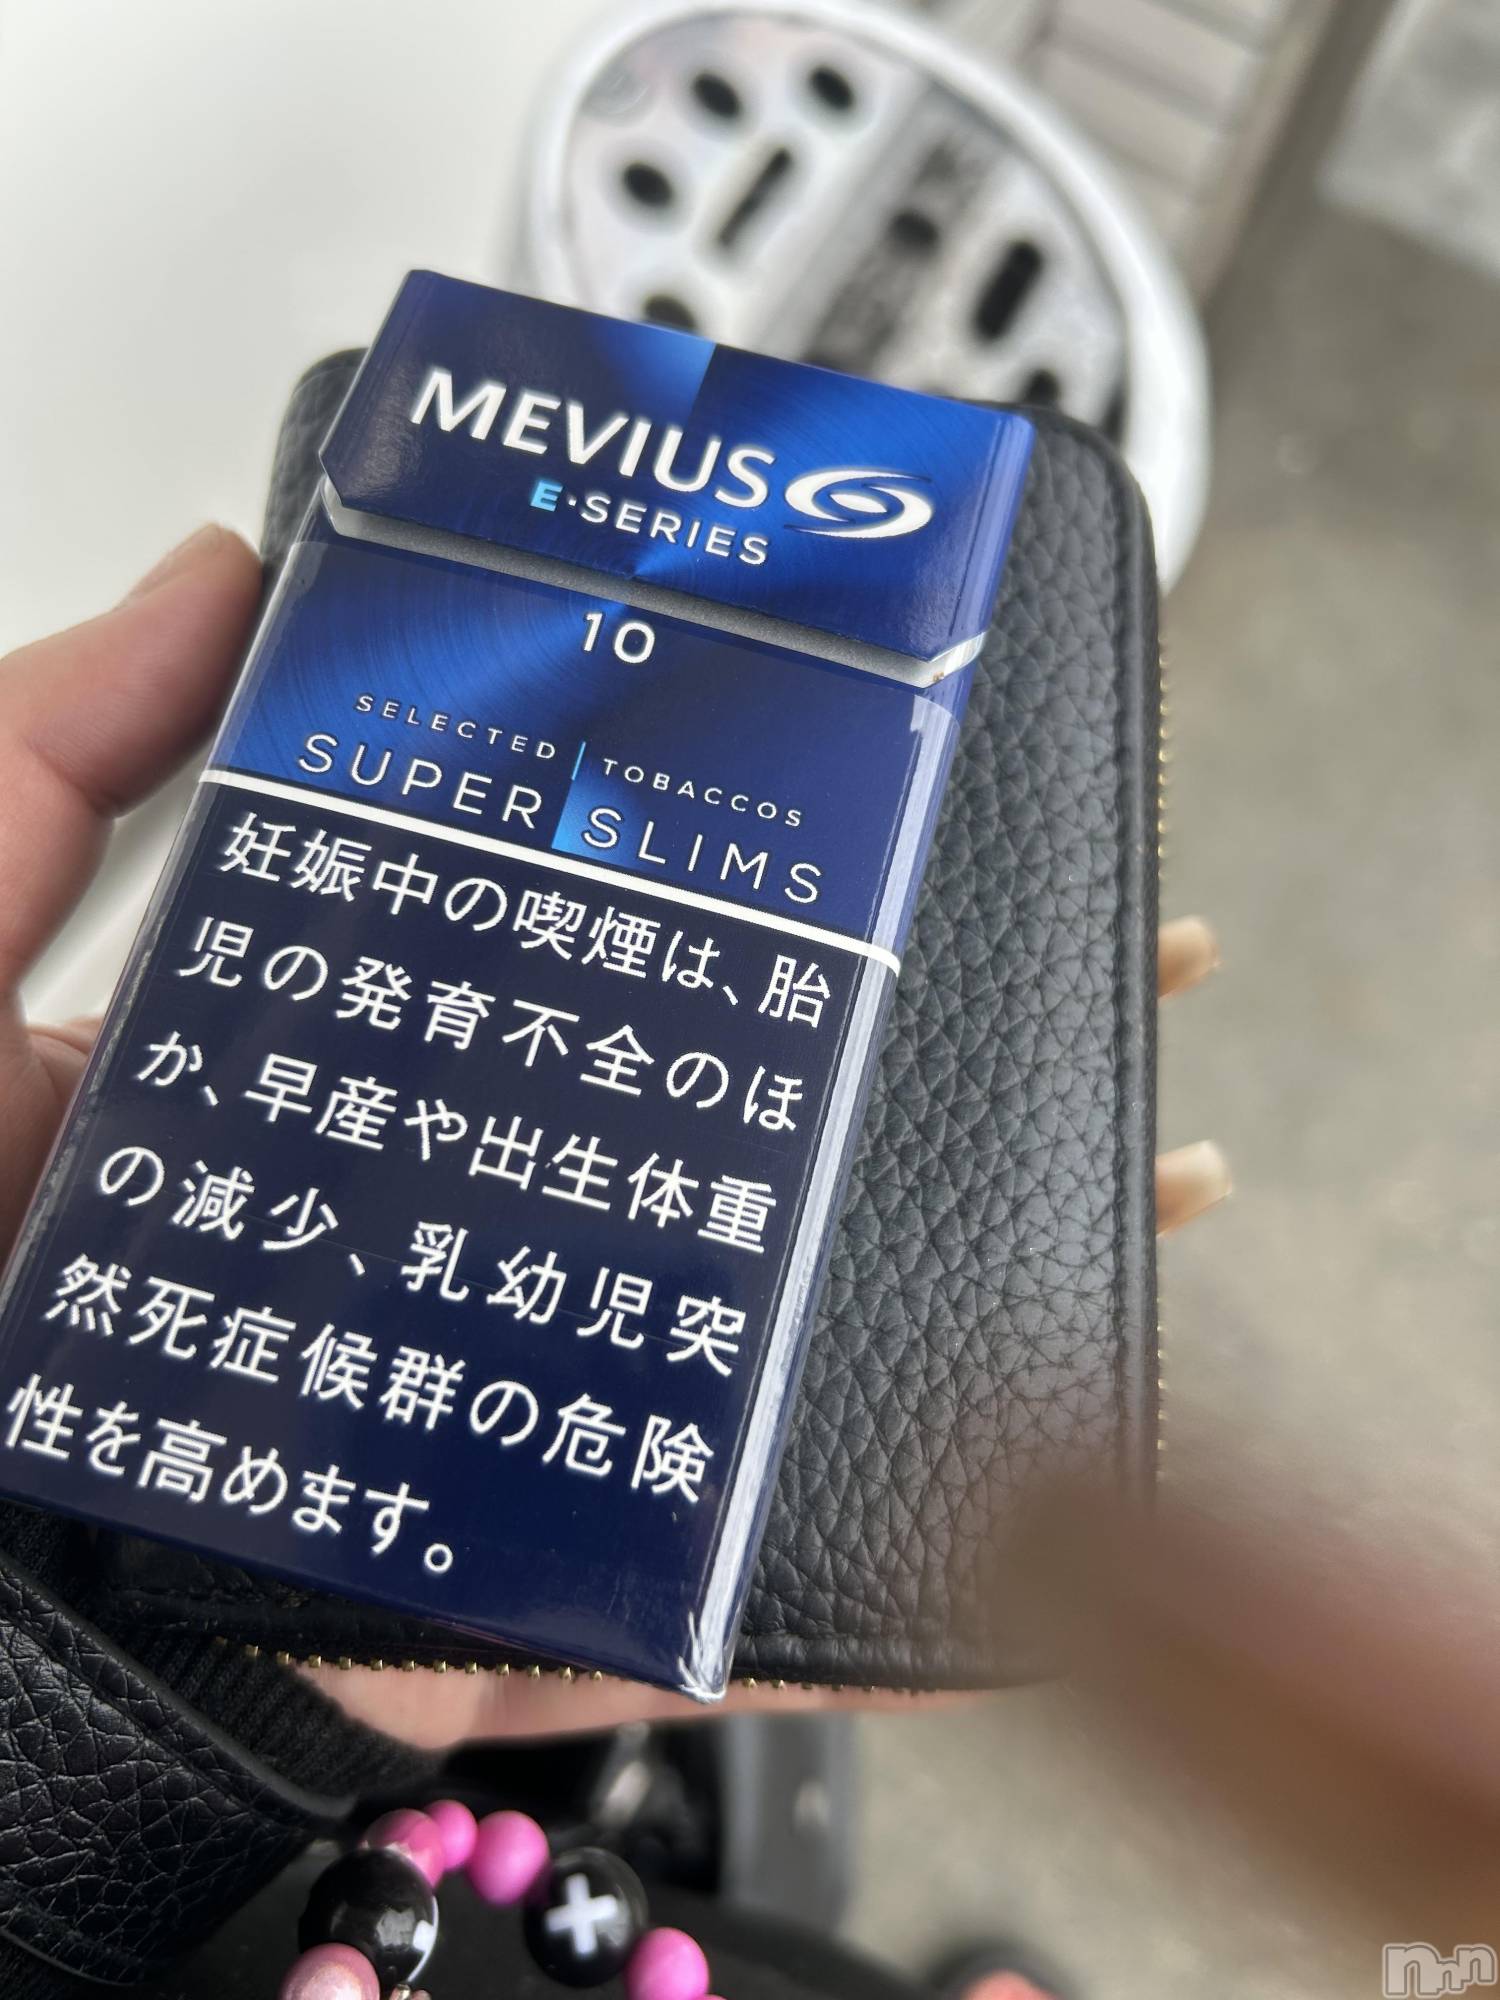 MEVIUS
E·SERIES
10
SELECTED TOBACCOS
SUPER SLIMS
妊娠中の喫煙は、胎
児の発育不全のほ
か、早産や出生体重
の減少、乳幼児突
然死症候群の危険
性を高めます。
nnn